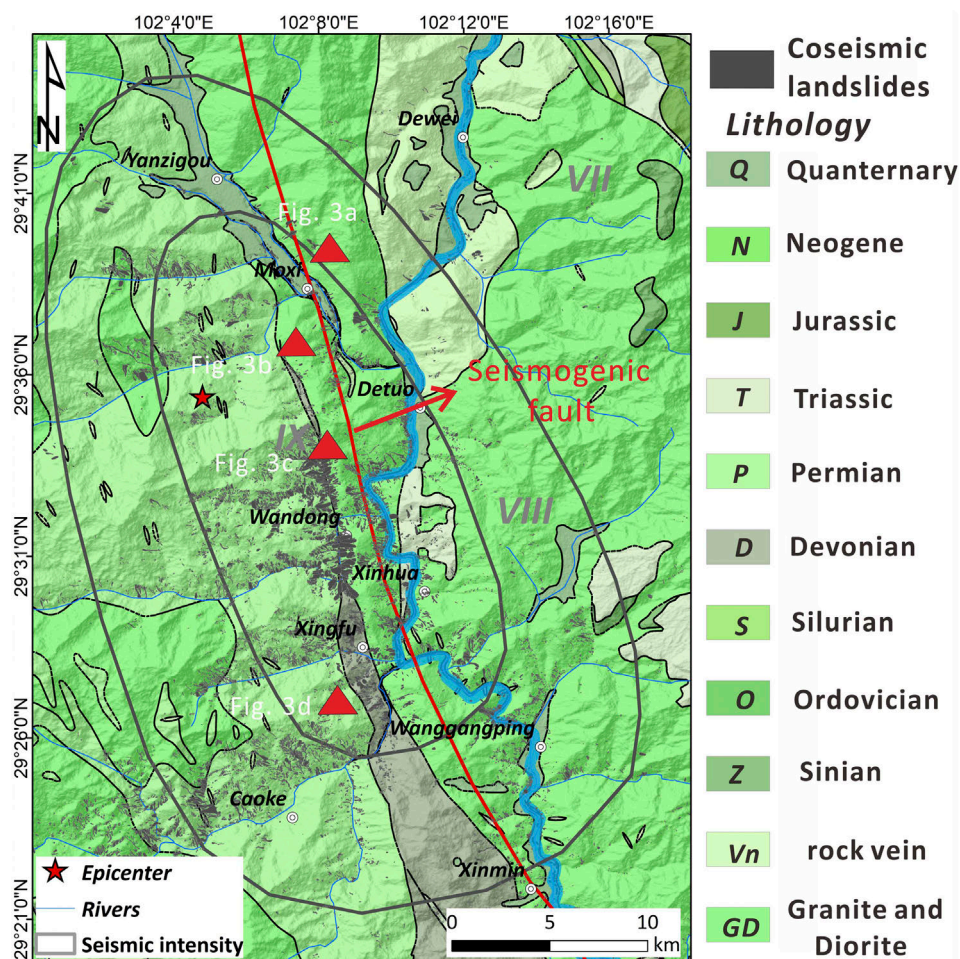 102°4'0"E 102°8'0"E 102°12'0"E 102°16'0"E
N
29°41'0"N
29°36'0"N
29°31'0"N
29°26'0"N
29°21'0"N
Dewei
Yanzigou
VII
Fig. 3a
Moxi
Fig. 3b
Detuo
Seismogenic
fault
IX
Fig. 3c
VIII
Wandong
Xinhua
Xingfu
Fig. 3d
Wanggangping
Caoke
Xinmin
Epicenter
Rivers
Seismic intensity
0 5 10
km
Coseismic
landslides
Lithology
Q Quanternary
N Neogene
J Jurassic
T Triassic
P Permian
D Devonian
S Silurian
O Ordovician
Z Sinian
Vn rock vein
GD Granite and
Diorite